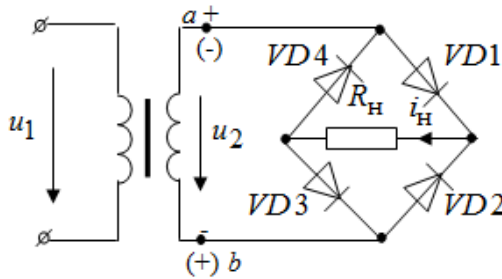 a +
(-)
VD4
VD1
Rн
iн
u1
u2
VD3
VD2
-
(+) b